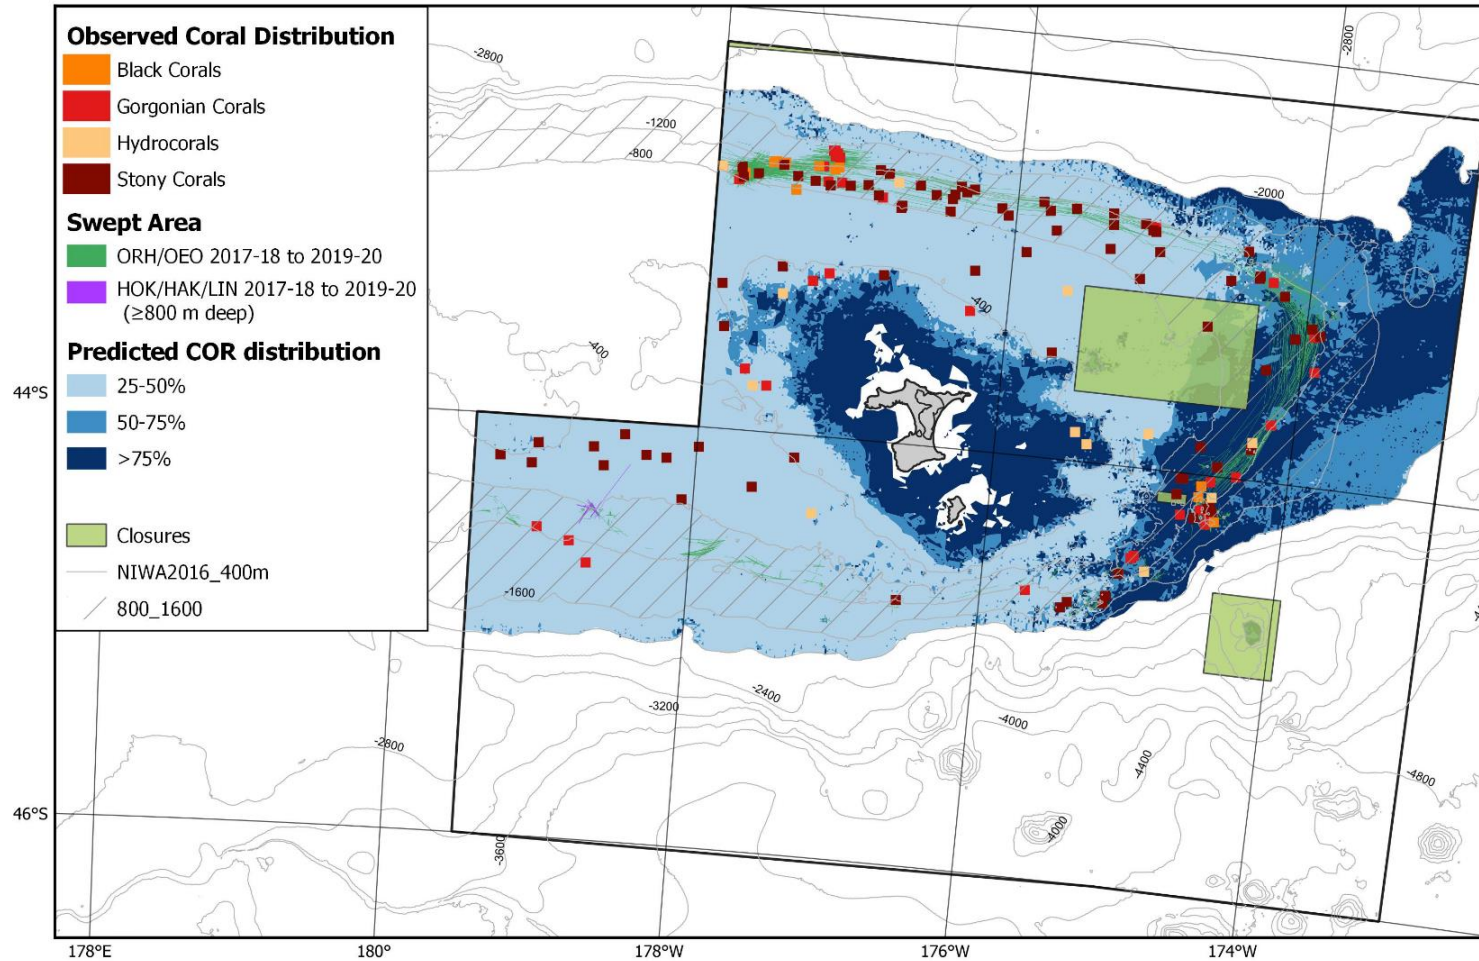 Observed Coral Distribution
Black Corals
Gorgonian Corals
Hydrocorals
Stony Corals
Swept Area
ORH/OEO 2017-18 to 2019-20
HOK/HAK/LIN 2017-18 to 2019-20
(≥800 m deep)
Predicted COR distribution
25-50%
50-75%
>75%
Closures
NIWA2016_400m
800_1600
-2800
-2800
-1200
-800
-2000
-400
-400
44°S
-1600
-2400
-3200
-4000
-2800
-4400
-4800
46°S
-3600
-4000
178°E
180°
178°W
176°W
174°W